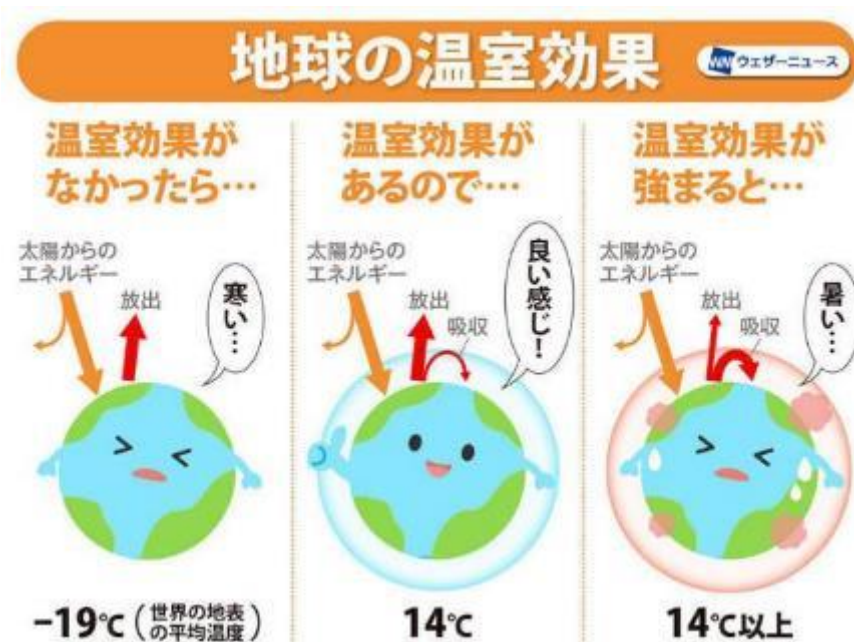 地球の温室効果
WN ウェザーニュース
温室効果が
なかったら…
太陽からの
エネルギー
放出
寒い…
-19℃(世界の地表
の平均温度)
温室効果が
あるので…
太陽からの
エネルギー
放出
吸収
良い感じ!
14℃
温室効果が
強まると…
太陽からの
エネルギー
放出
吸収
暑い…
14℃以上